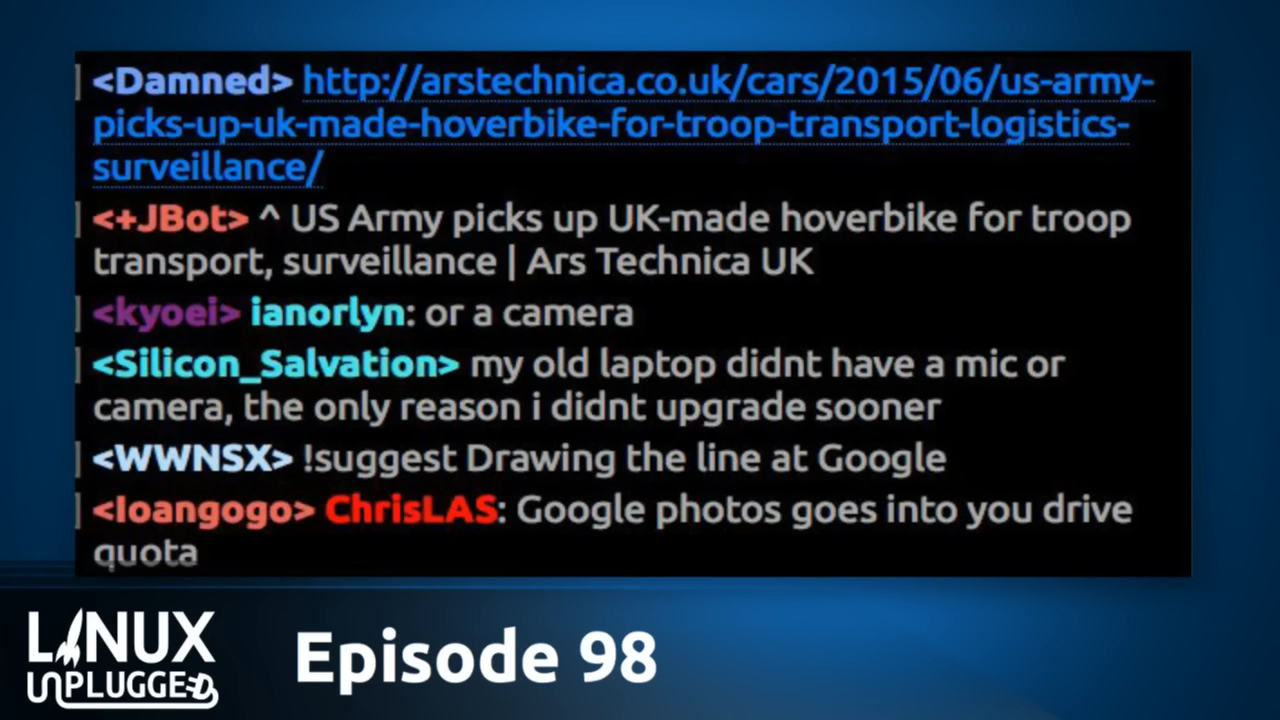 <Damned> http://arstechnica.co.uk/cars/2015/06/us-army-
picks-up-uk-made-hoverbike-for-troop-transport-logistics-
surveillance/
<+JBot> ^ US Army picks up UK-made hoverbike for troop
transport, surveillance | Ars Technica UK
<kyoei> ianorlyn: or a camera
<Silicon_Salvation> my old laptop didnt have a mic or
camera, the only reason i didnt upgrade sooner
<WWNSX> !suggest Drawing the line at Google
<loangogo> ChrisLAS: Google photos goes into you drive
quota
LINUX
UNPLUGGED
Episode 98